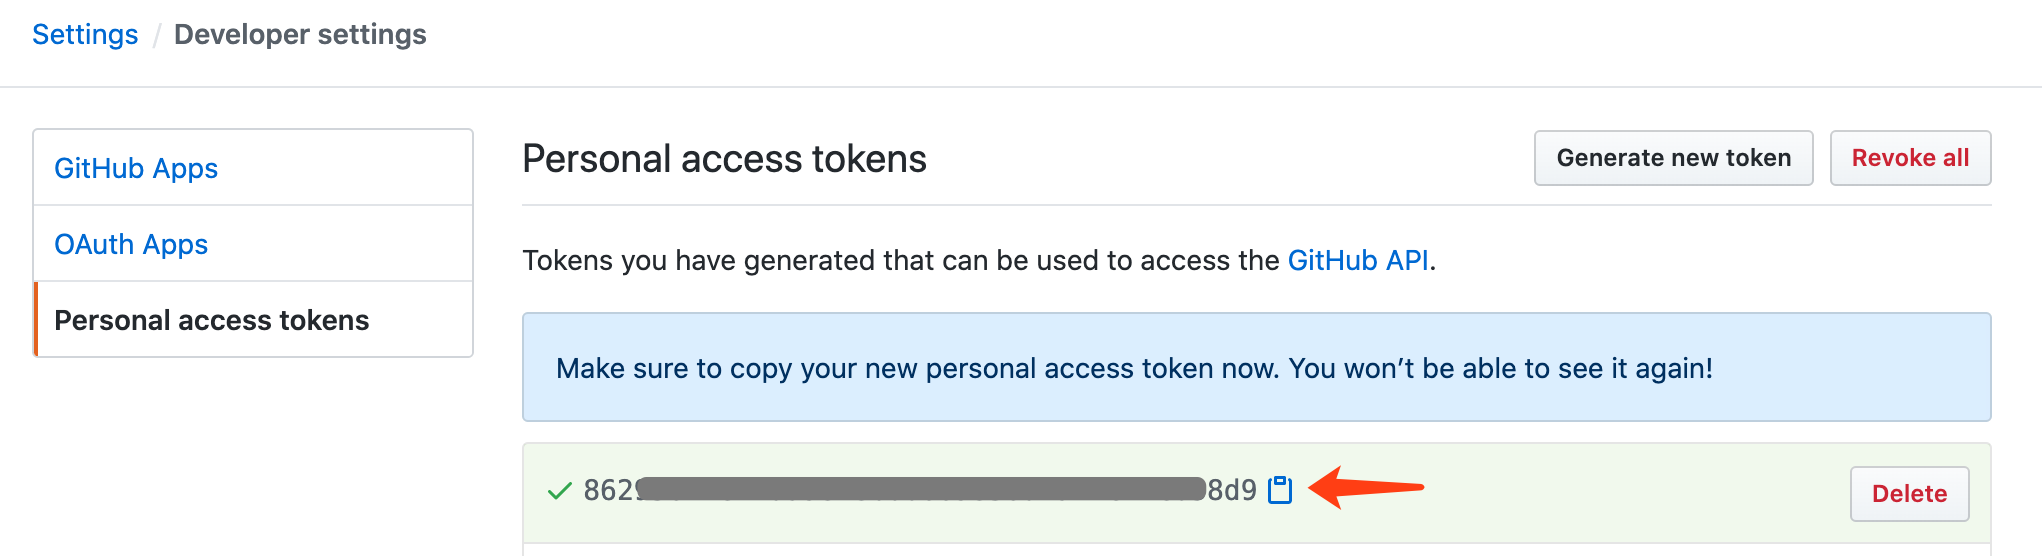 Settings / Developer settings
GitHub Apps
OAuth Apps
Personal access tokens
Personal access tokens
Generate new token
Revoke all
Tokens you have generated that can be used to access the GitHub API.
Make sure to copy your new personal access token now. You won’t be able to see it again!
862 8d9
Delete